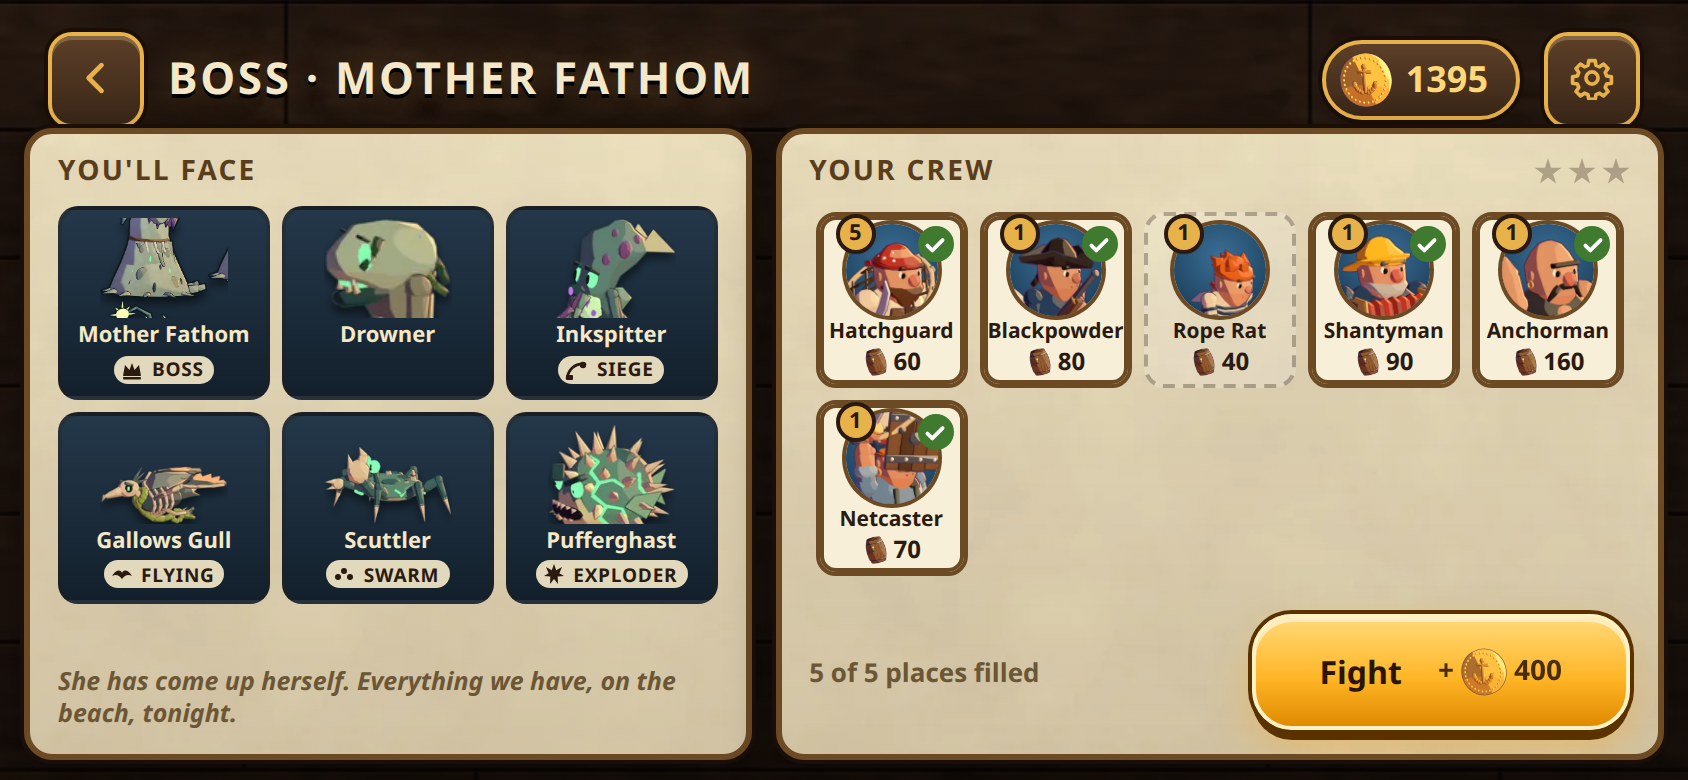 BOSS · MOTHER FATHOM
1395
YOU'LL FACE
Mother Fathom
BOSS
Drowner
Inkspitter
SIEGE
Gallows Gull
FLYING
Scuttler
SWARM
Pufferghast
EXPLODER
She has come up herself. Everything we have, on the
beach, tonight.
YOUR CREW
5
Hatchguard
60
1
Blackpowder
80
1
Rope Rat
40
1
Shantyman
90
1
Anchorman
160
1
Netcaster
70
5 of 5 places filled
Fight + 400